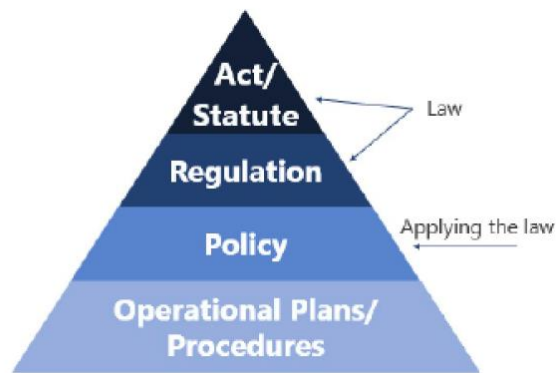 Act/
Statute
Law
Regulation
Applying the law
Policy
Operational Plans/
Procedures